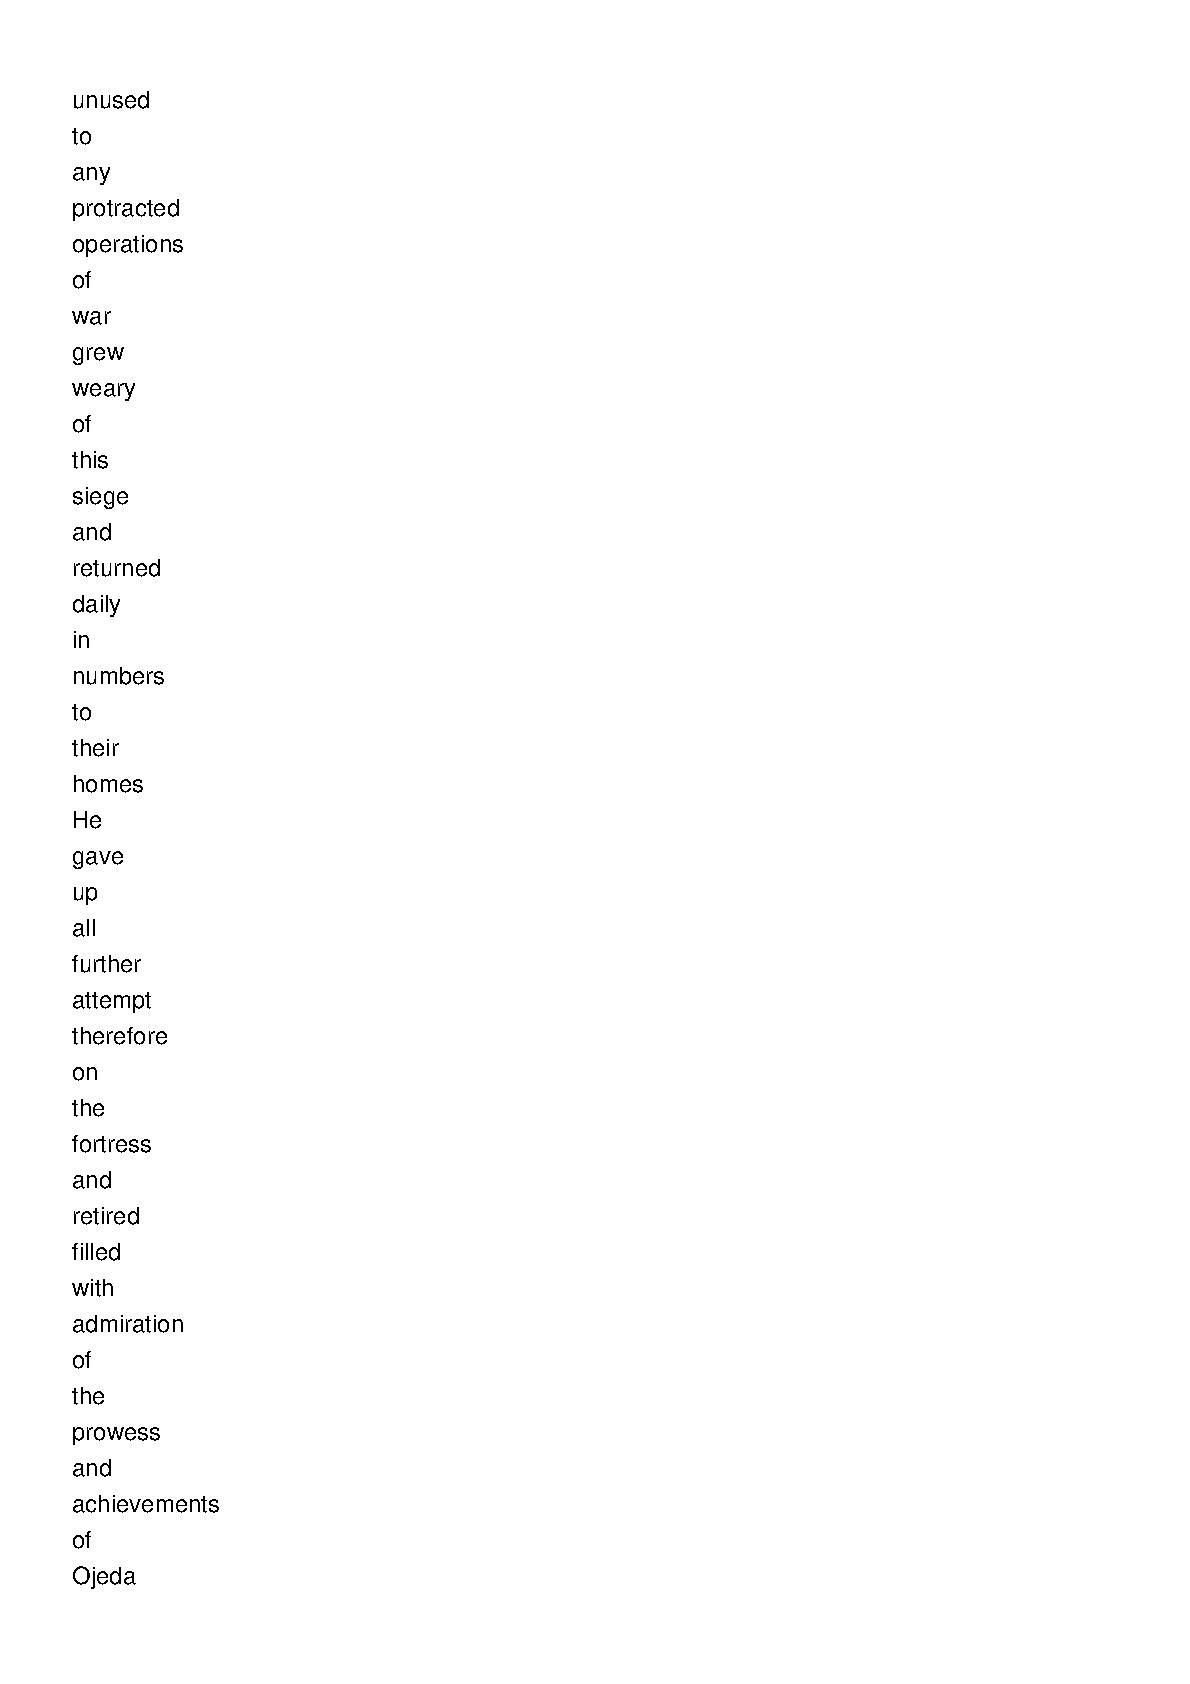 unused
to
any
protracted
operations
of
war
grew
weary
of
this
siege
and
returned
daily
in
numbers
to
their
homes
He
gave
up
all
further
attempt
therefore
on
the
fortress
and
retired
filled
with
admiration
of
the
prowess
and
achievements
of
Ojeda